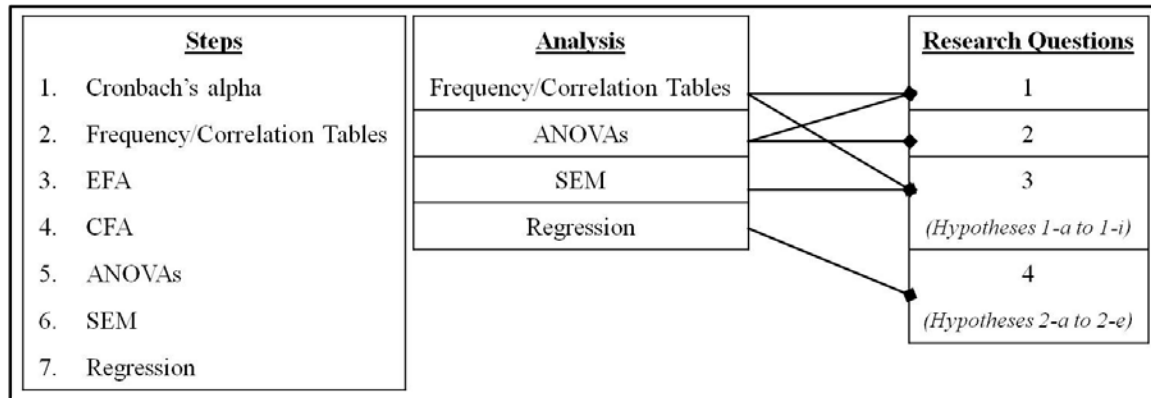 Steps
1. Cronbach's alpha
2. Frequency/Correlation Tables
3. EFA
4. CFA
5. ANOVAs
6. SEM
7. Regression
Analysis
Frequency/Correlation Tables
ANOVAs
SEM
Regression
Research Questions
1
2
3
(Hypotheses 1-a to 1-i)
4
(Hypotheses 2-a to 2-e)